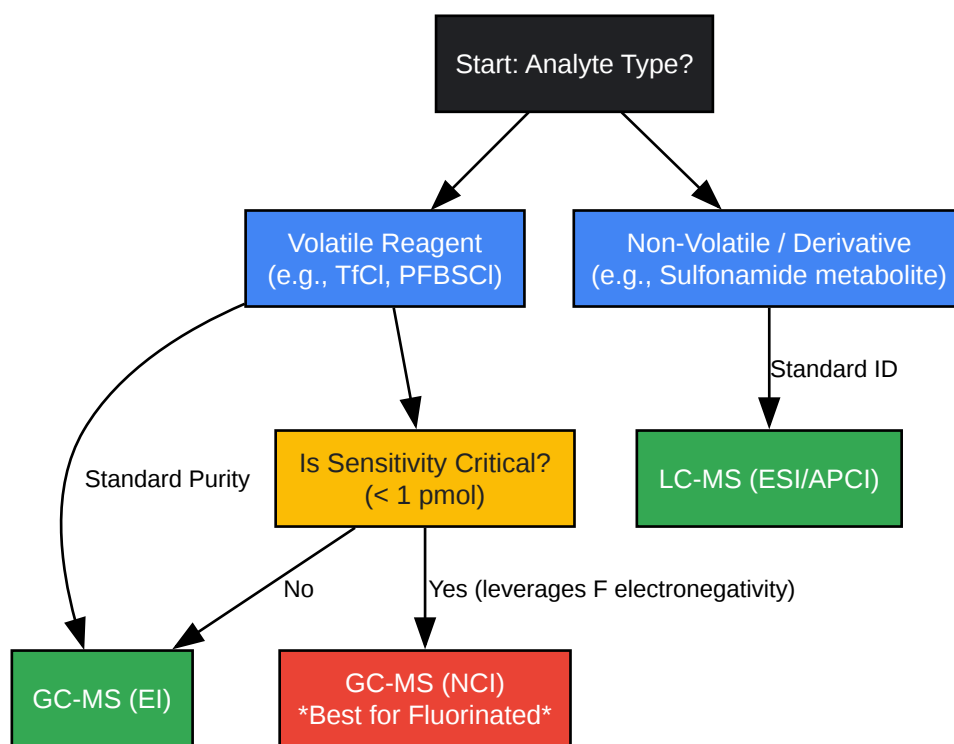 Start: Analyte Type?
Volatile Reagent
(e.g., TfCl, PFBSCl)
Non-Volatile / Derivative
(e.g., Sulfonamide metabolite)
Standard ID
Standard Purity
Is Sensitivity Critical?
(< 1 pmol)
LC-MS (ESI/APCI)
No
Yes (leverages F electronegativity)
GC-MS (EI)
GC-MS (NCI)
*Best for Fluorinated*